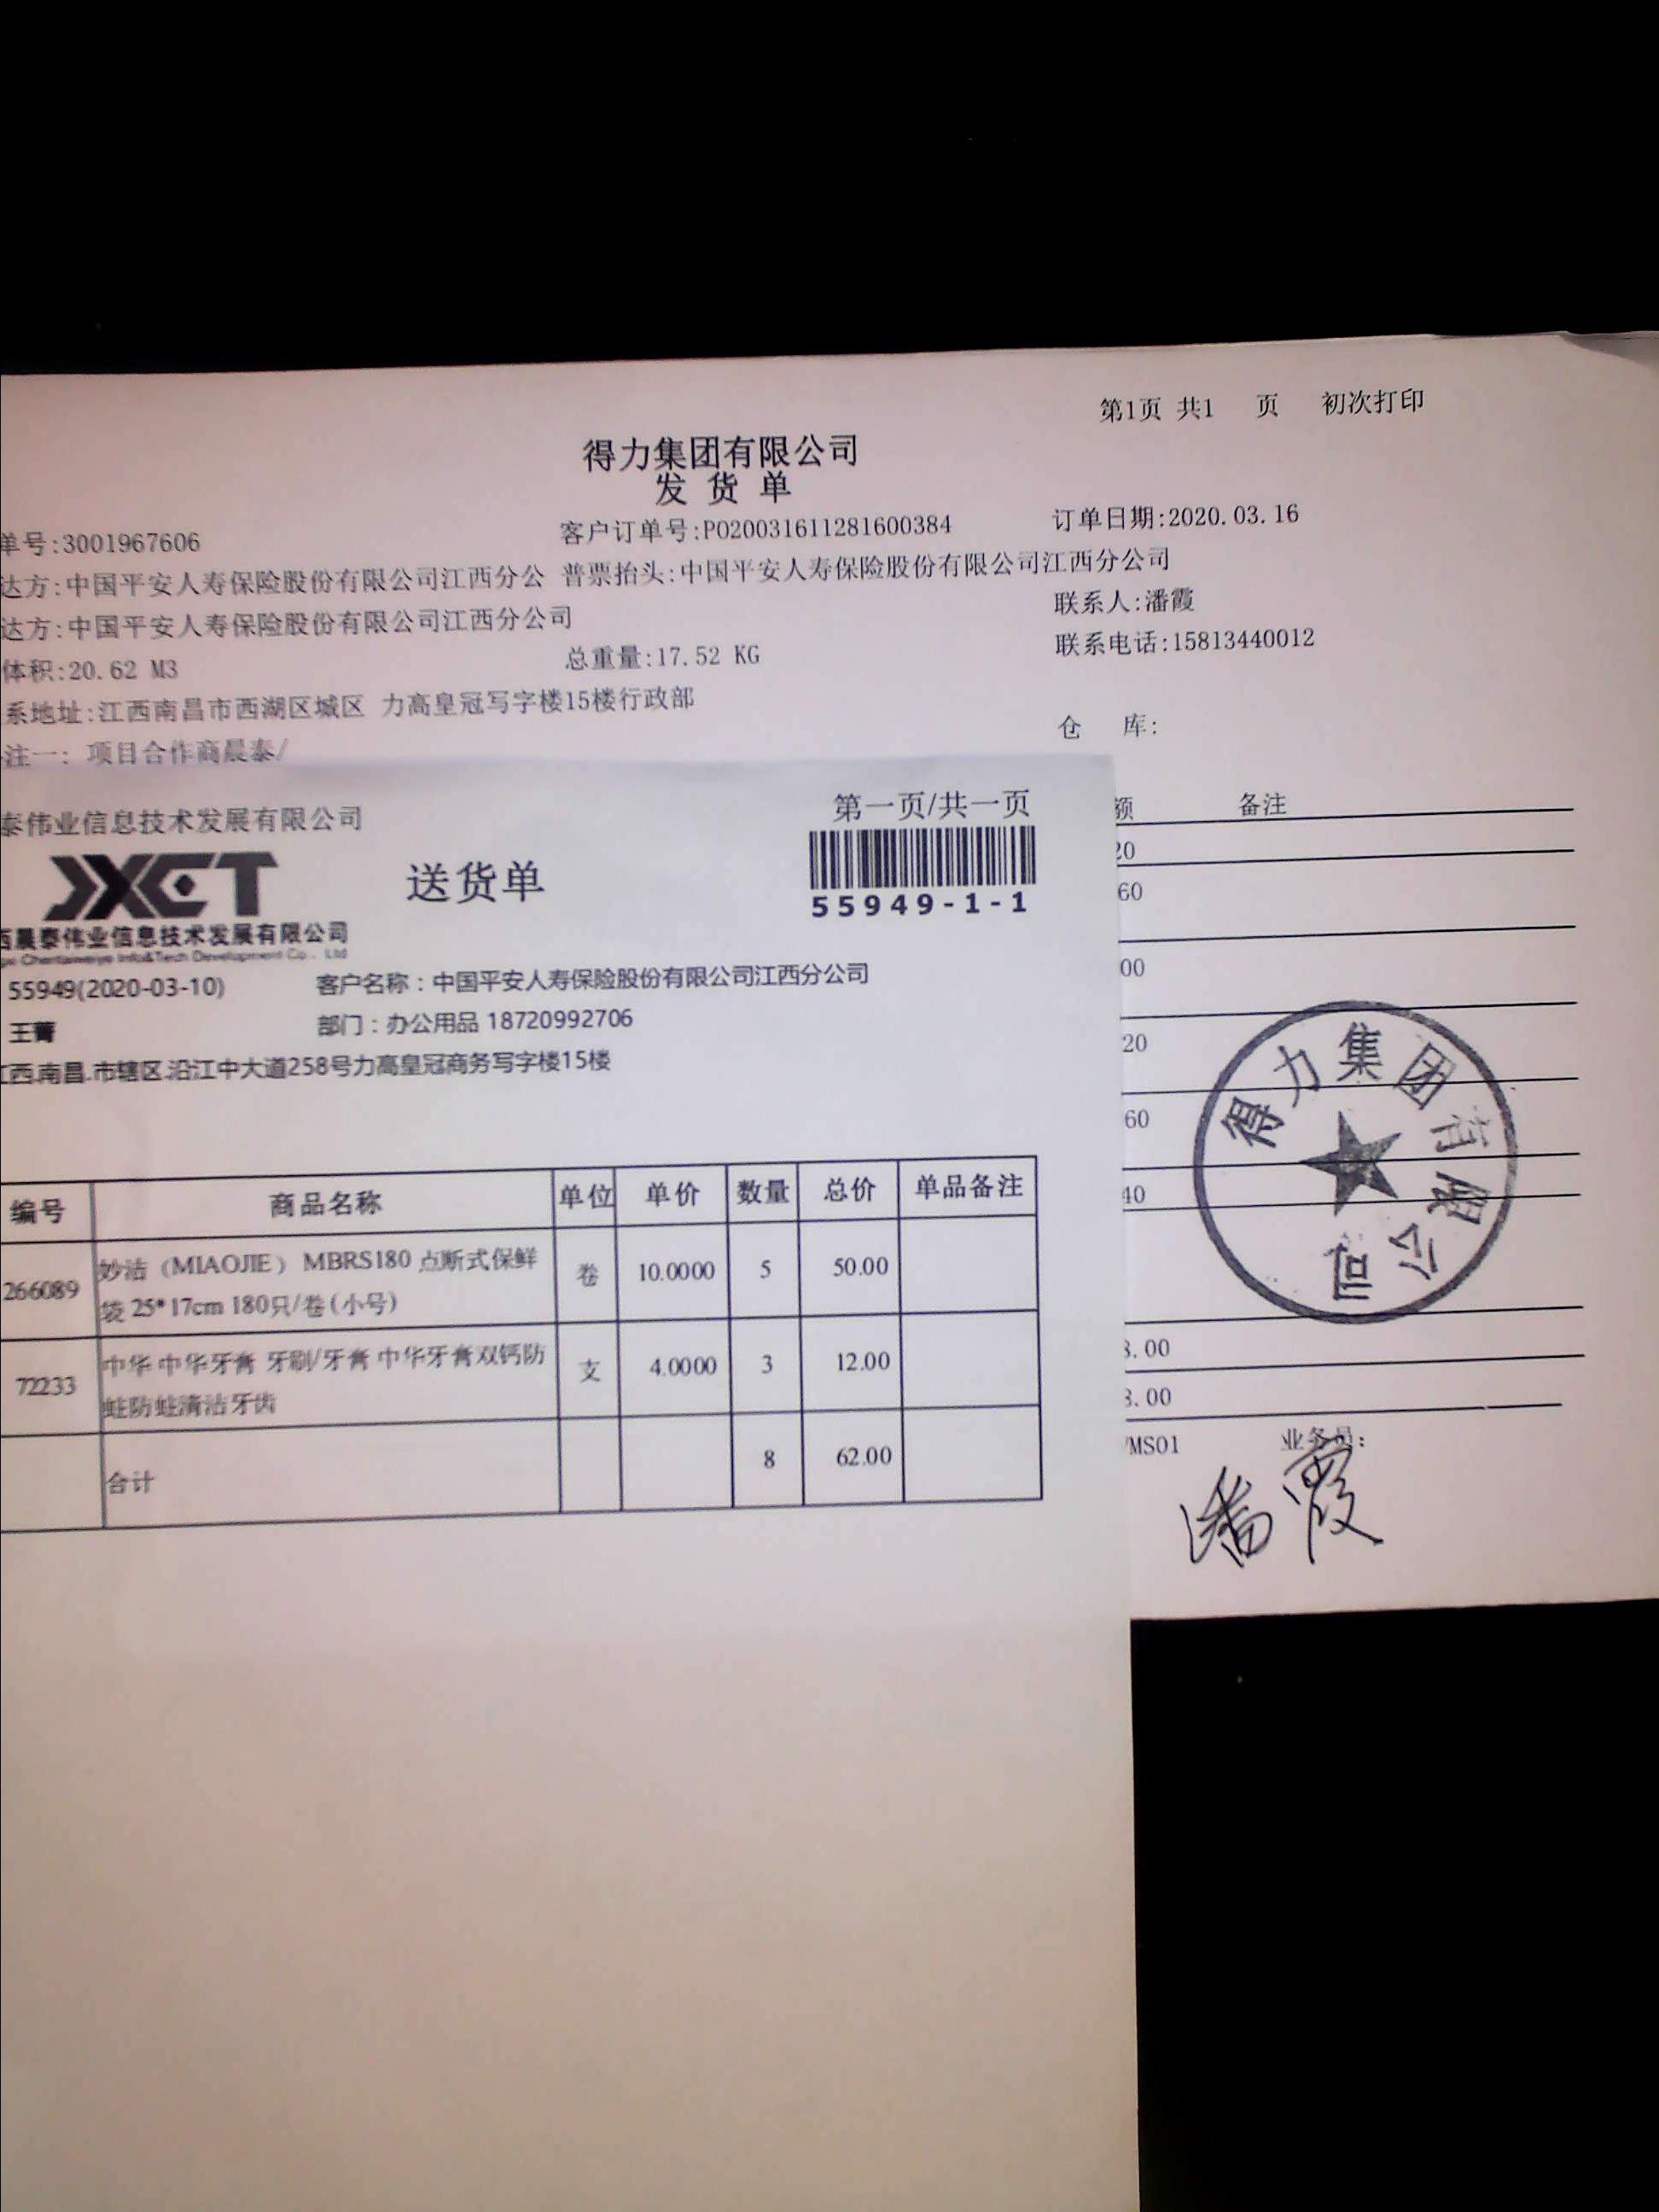 第1页 共1 页 初次打印
得力集团有限公司
发 货 单
单号:3001967606 客户订单号:PO200316112816003​84 订单日期:2020.03.16
达方:中国平安人寿保险股份有限公司江西分公 普票抬头:中国平安人寿保险股份有限公司江西分公司
达方:中国平安人寿保险股份有限公司江西分公司 联系人:潘霞
体积:20.62 M3 总重量:17.52 KG 联系电话:15813440012
系地址:江西南昌市西湖区城区 力高皇冠写字楼15楼行政部
仓 库:
注一: 项目合作商晨泰/
额 备注
20
60
00
20
60
40
3.00
3.00
MS01 业务员:
潘霞
得力集团有限公司
泰伟业信息技术发展有限公司 第一页/共一页
送货单
55949-1-1
西晨泰伟业信息技术发展有限公司
Chentaiweiye Info&Tech Development Co., Ltd
55949(2020-03-10) 客户名称：中国平安人寿保险股份有限公司江西分公司
王菁 部门：办公用品 18720992706
西.南昌.市辖区.沿江中大道258号力高皇冠商务写字楼15楼
编号 商品名称 单位 单价 数量 总价 单品备注
266089 妙洁（MIAOJIE） MBRS180 点断式保鲜 卷 10.0000 5 50.00
袋 25*17cm 180只/卷(小号)
72233 中华 中华牙膏 牙刷/牙膏 中华牙膏双钙防 支 4.0000 3 12.00
蛀防蛀清洁牙齿
合计 8 62.00